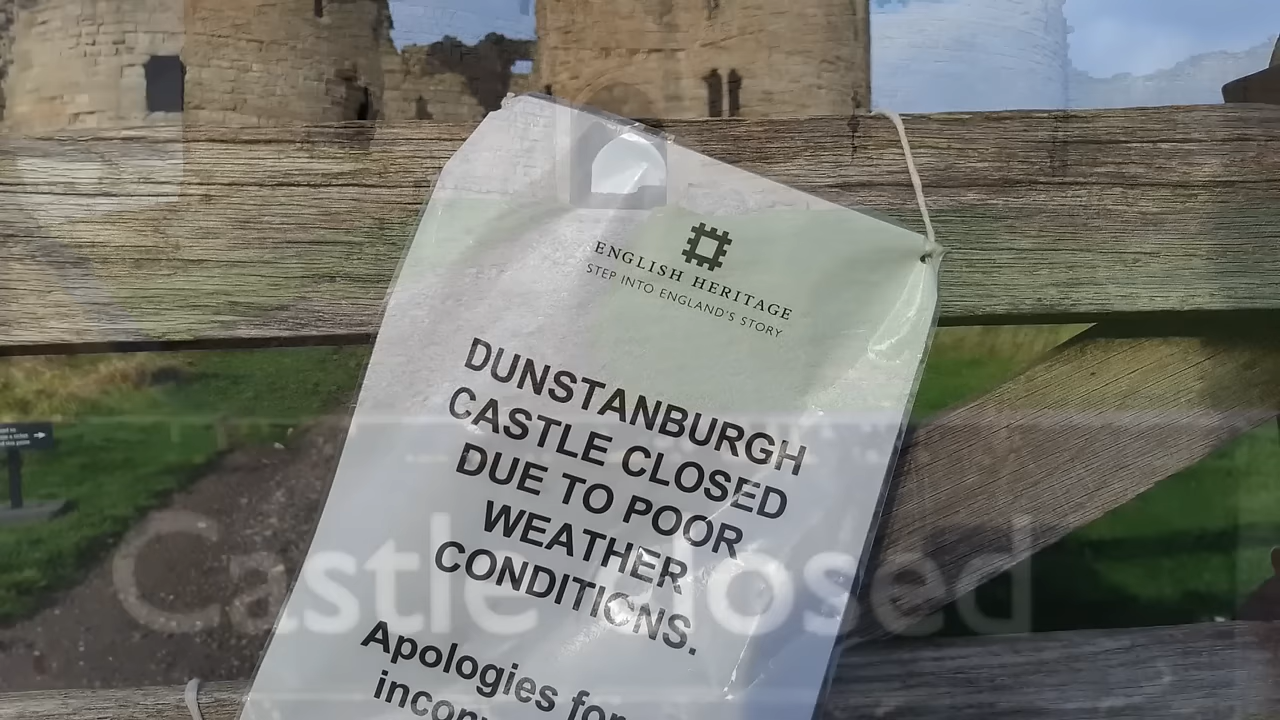 ENGLISH HERITAGE
STEP INTO ENGLAND'S STORY
DUNSTANBURGH
CASTLE CLOSED
DUE TO POOR
WEATHER
CONDITIONS.
Apologies for
Castle closed